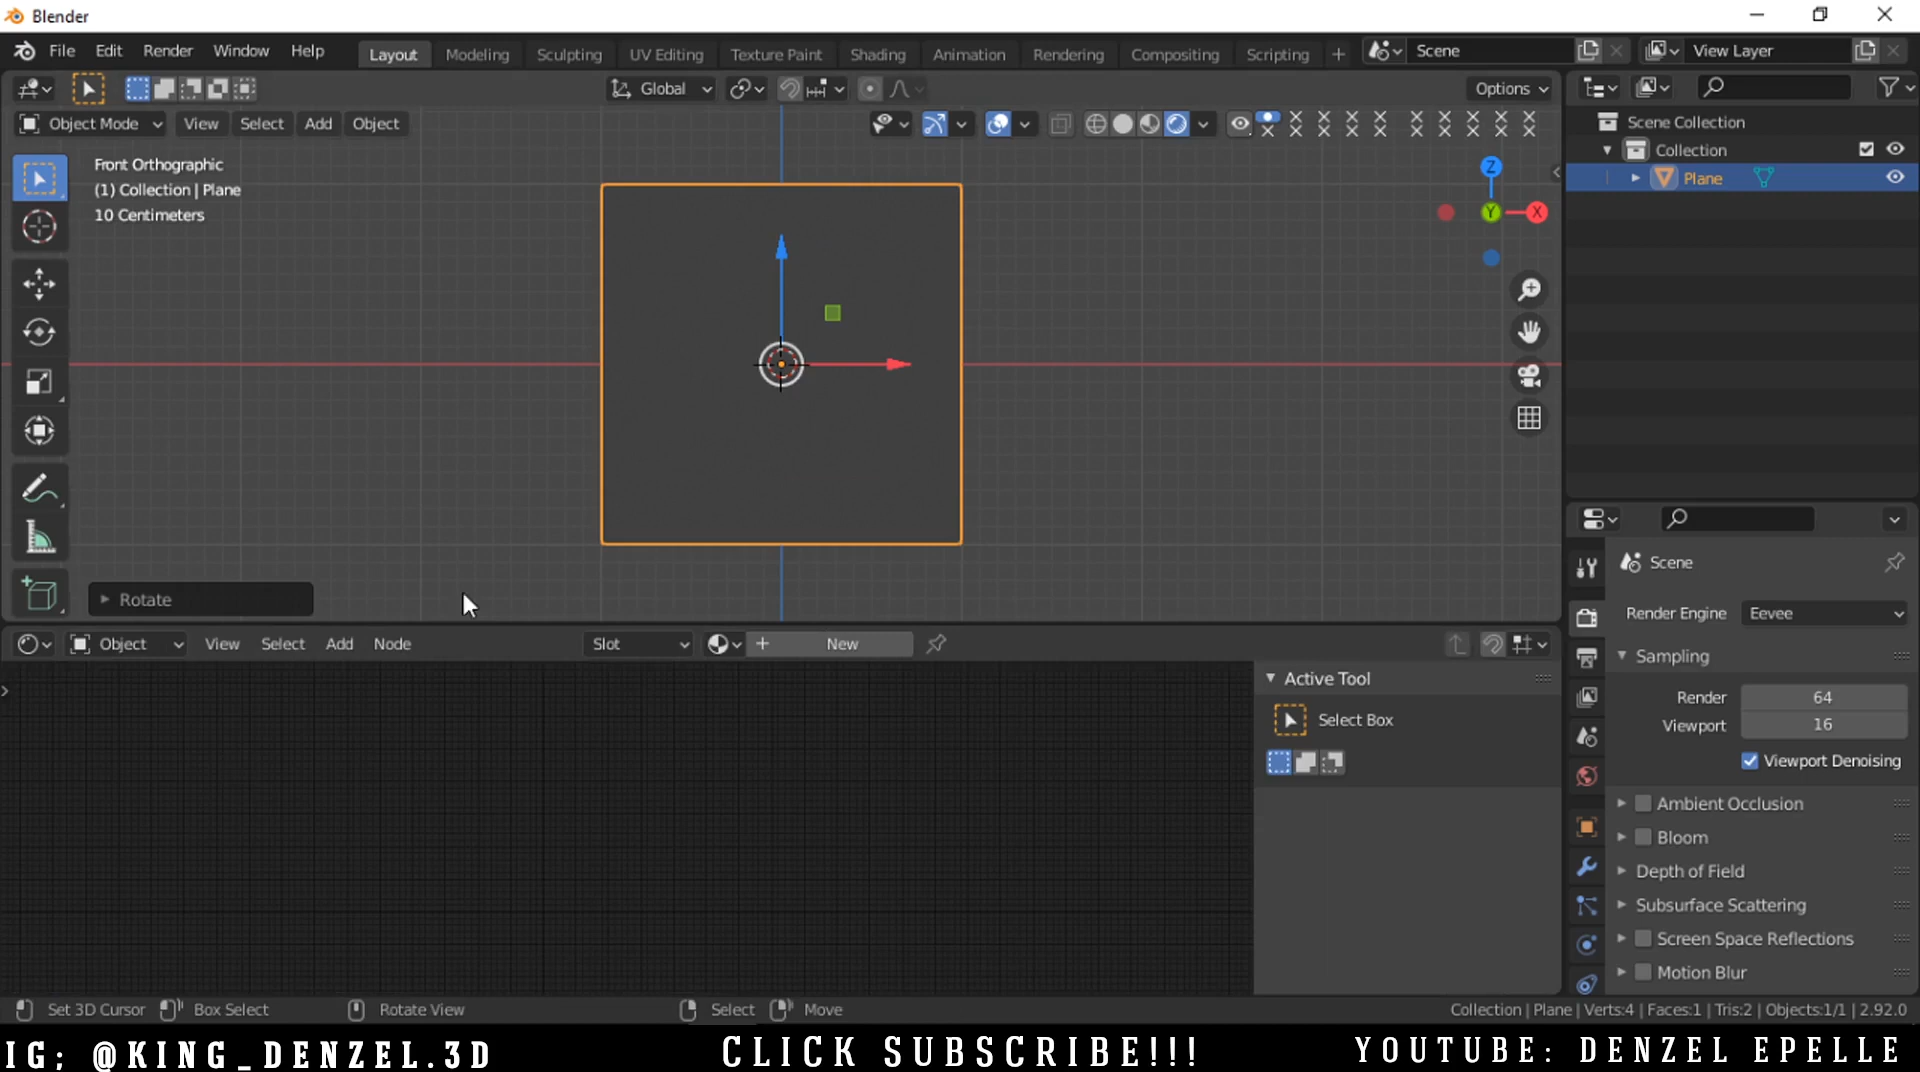 Blender
File Edit Render Window Help Layout Modeling Sculpting UV Editing Texture Paint Shading Animation Rendering Compositing Scripting + Scene View Layer
Global Options
Object Mode View Select Add Object
Front Orthographic
(1) Collection | Plane
10 Centimeters
Z
Y
X
Scene Collection
Collection
Plane
Rotate
Scene
Render Engine Eevee
Sampling
Render 64
Viewport 16
Viewport Denoising
Ambient Occlusion
Bloom
Depth of Field
Subsurface Scattering
Screen Space Reflections
Motion Blur
Object View Select Add Node Slot + New
Active Tool
Select Box
Set 3D Cursor Box Select Rotate View Select Move Collection | Plane | Verts:4 | Faces:1 | Tris:2 | Objects:1/1 | 2.92.0
IG; @KING_DENZEL.3D CLICK SUBSCRIBE!!! YOUTUBE: DENZEL EPELLE